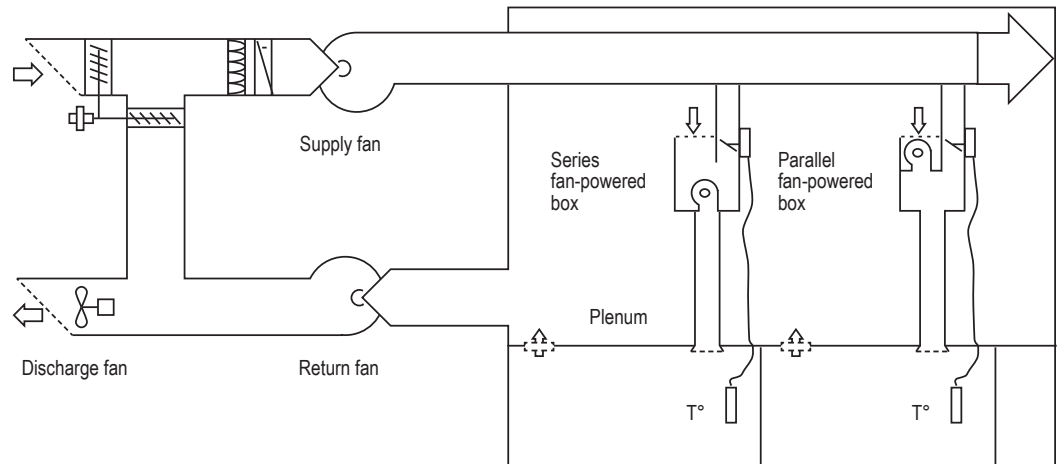 Supply fan
Series
fan-powered
box
Parallel
fan-powered
box
Plenum
Discharge fan
Return fan
T°
T°